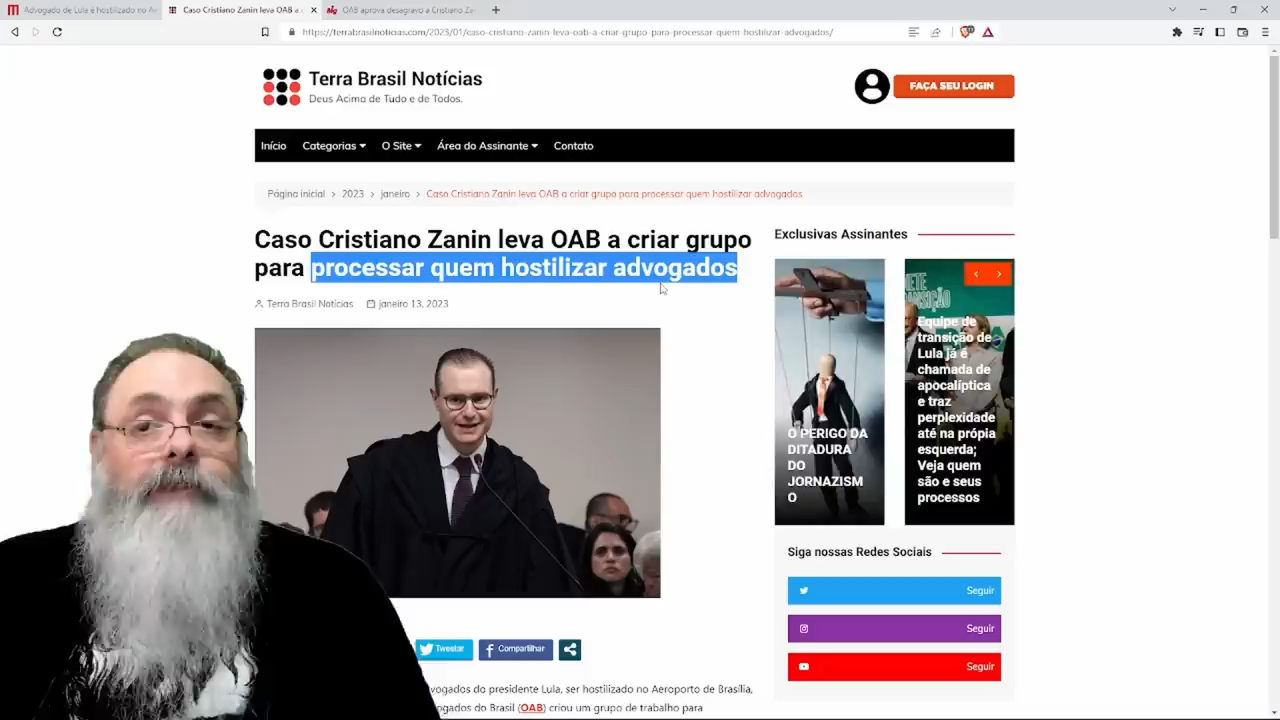 Advogado de Lula é hostilizado no Ae
Caso Cristiano Zanin leva OAB a c
OAB aprova desagravo a Cristiano Za
https://terrabrasilnoticias.com/2023/01/caso-cristiano-zanin-leva-oab-a-criar-grupo-para-processar-quem-hostilizar-advogados/
Terra Brasil Notícias
Deus Acima de Tudo e de Todos.
FAÇA SEU LOGIN
Início Categorias O Site Área do Assinante Contato
Página inicial > 2023 > janeiro > Caso Cristiano Zanin leva OAB a criar grupo para processar quem hostilizar advogados
Caso Cristiano Zanin leva OAB a criar grupo
para processar quem hostilizar advogados
Terra Brasil Notícias janeiro 13, 2023
Tweetar Compartilhar
vogados do presidente Lula, ser hostilizado no Aeroporto de Brasília,
gados do Brasil (OAB) criou um grupo de trabalho para
Exclusivas Assinantes
O PERIGO DA
DITADURA
DO
JORNAZISM
O
Equipe de
transição de
Lula já é
chamada de
apocalíptica
e traz
perplexidade
até na própia
esquerda;
Veja quem
são e seus
processos
Siga nossas Redes Sociais
Seguir
Seguir
Seguir